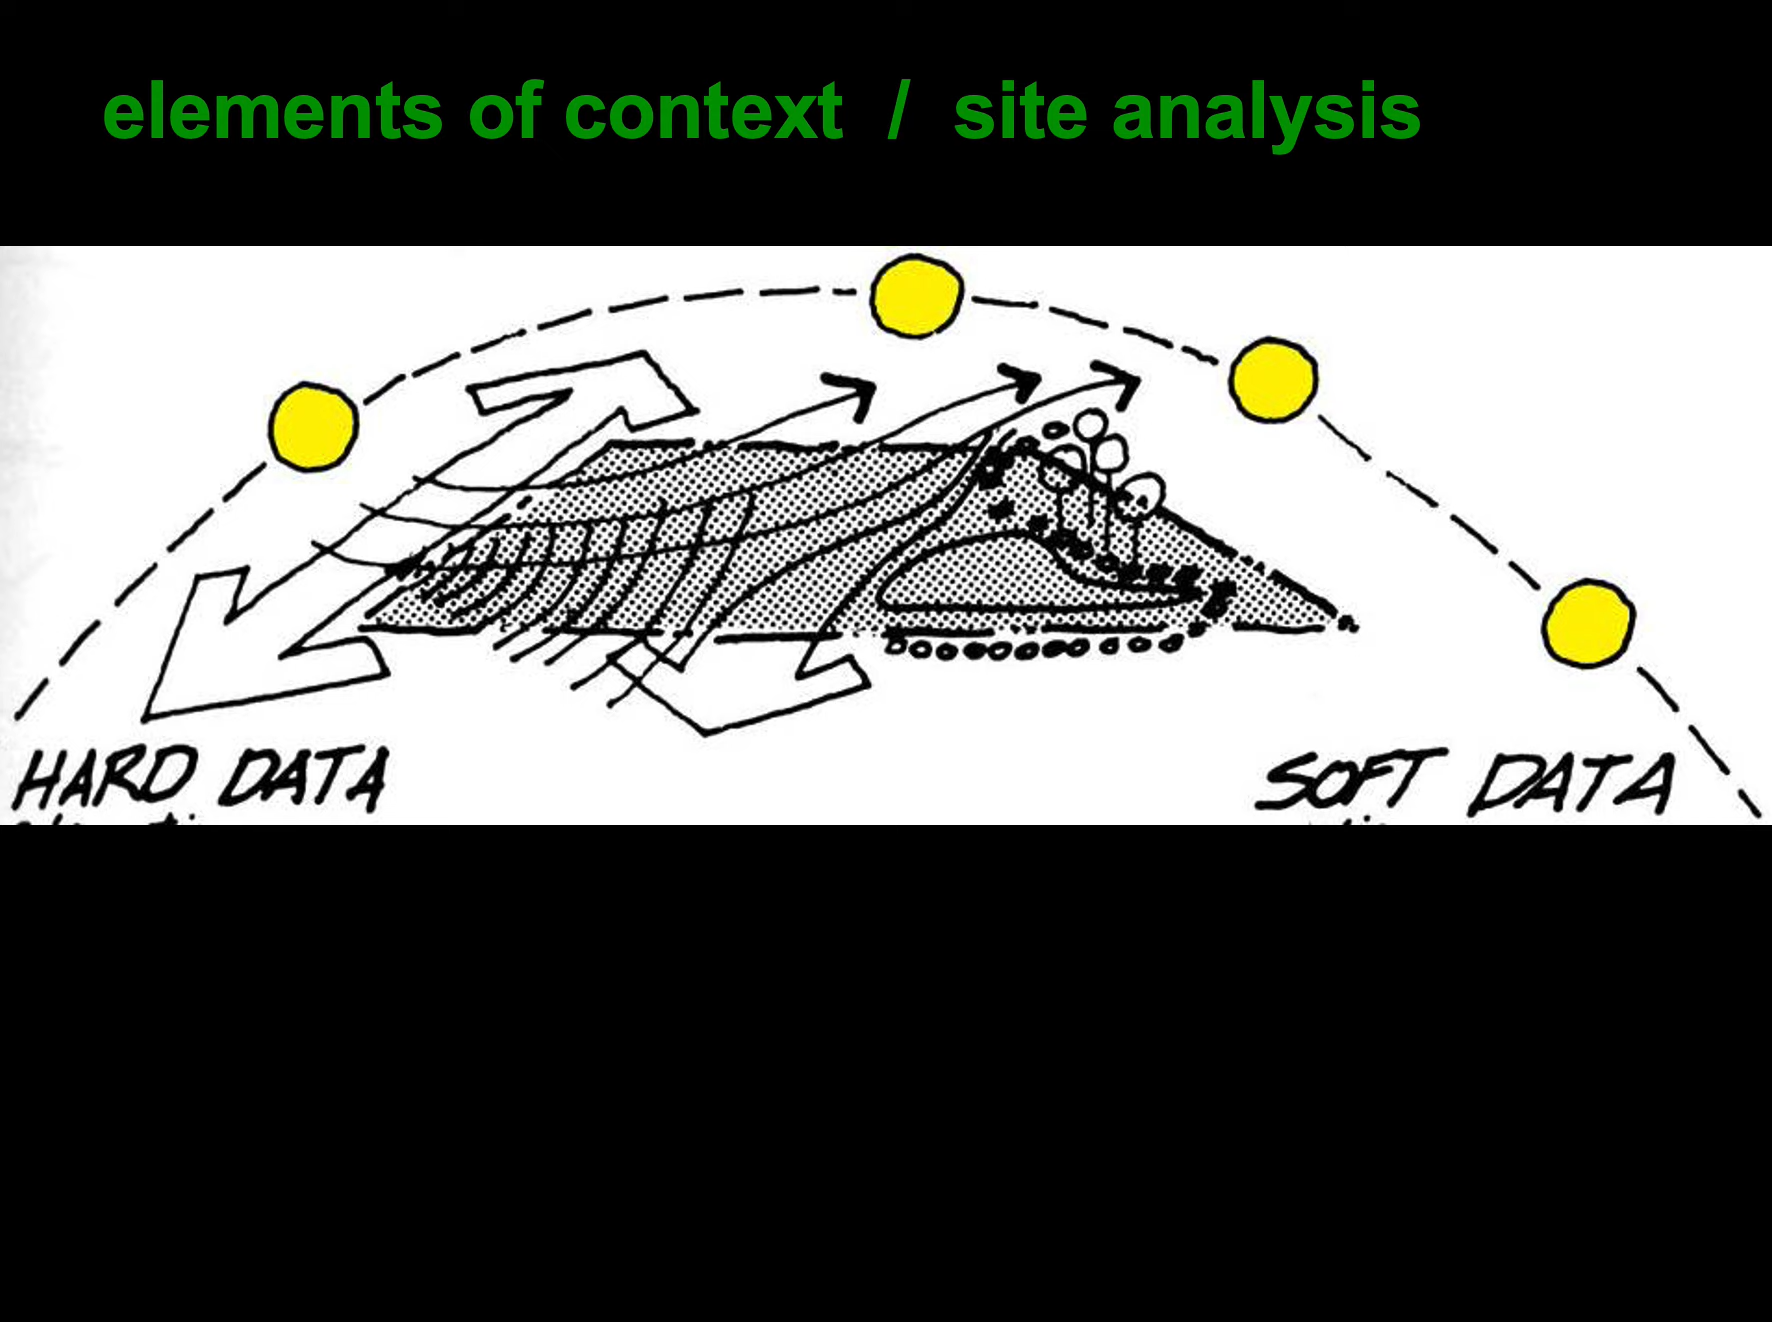 elements of context / site analysis
HARD DATA
SOFT DATA